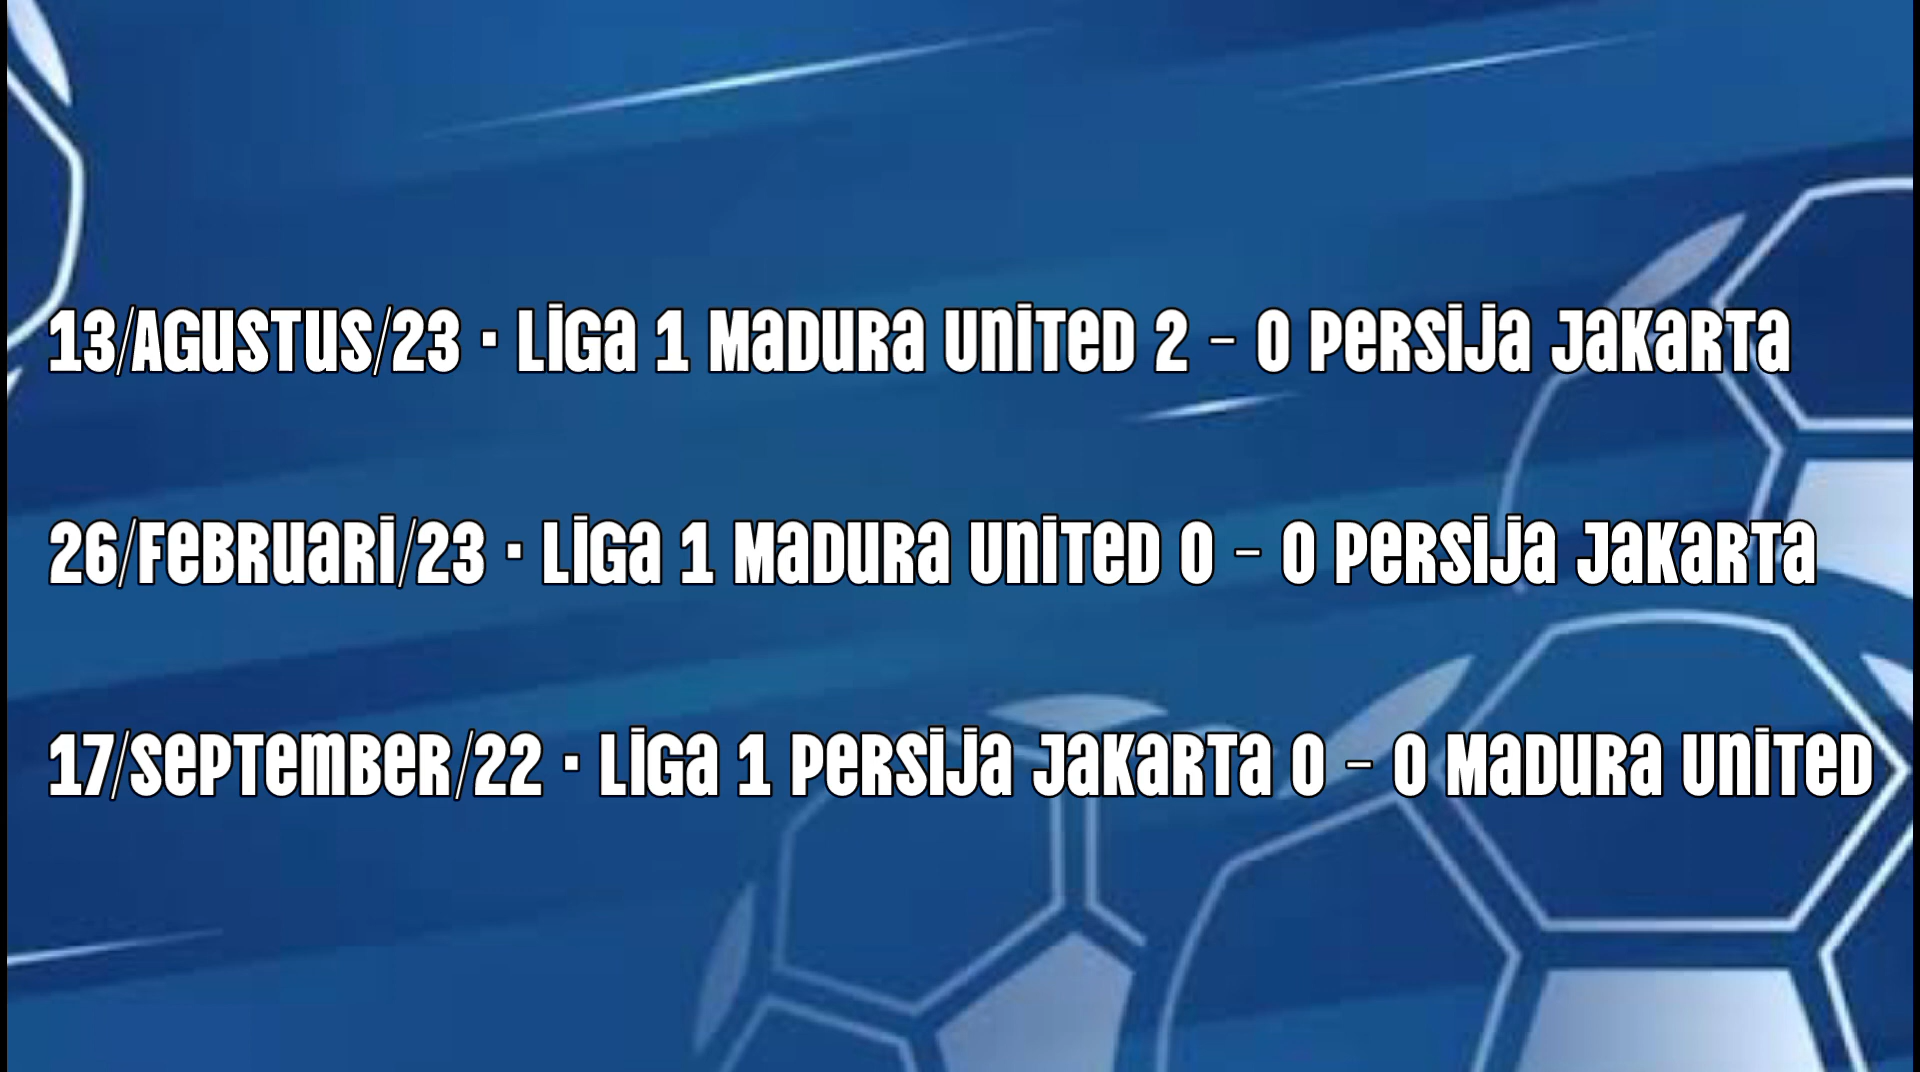 13/AGUSTUS/23 • Liga 1 Madura United 2 - 0 Persija Jakarta
26/Februari/23 • Liga 1 Madura United 0 - 0 Persija Jakarta
17/September/22 • Liga 1 Persija Jakarta 0 - 0 Madura United